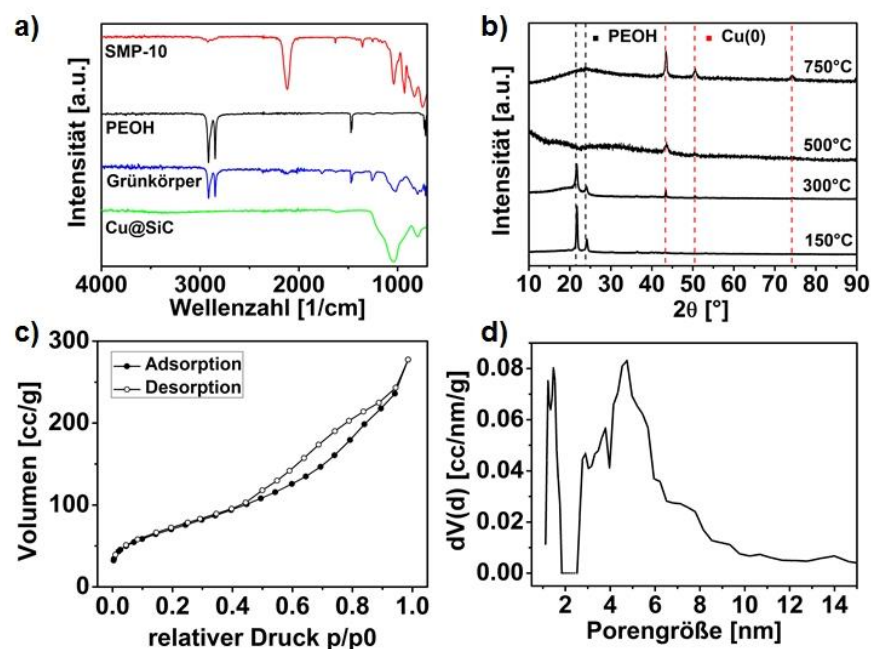 a)
SMP-10
PEOH
Grünkörper
Cu@SiC
Intensität [a.u.]
4000 3000 2000 1000
Wellenzahl [1/cm]
b)
PEOH Cu(0)
750°C
500°C
300°C
150°C
Intensität [a.u.]
10 20 30 40 50 60 70 80 90
2θ [°]
c)
300
200
100
0
Adsorption
Desorption
Volumen [cc/g]
0.0 0.2 0.4 0.6 0.8 1.0
relativer Druck p/p0
d)
0.08
0.06
0.04
0.02
0.00
dV(d) [cc/nm/g]
2 4 6 8 10 12 14
Porengröße [nm]